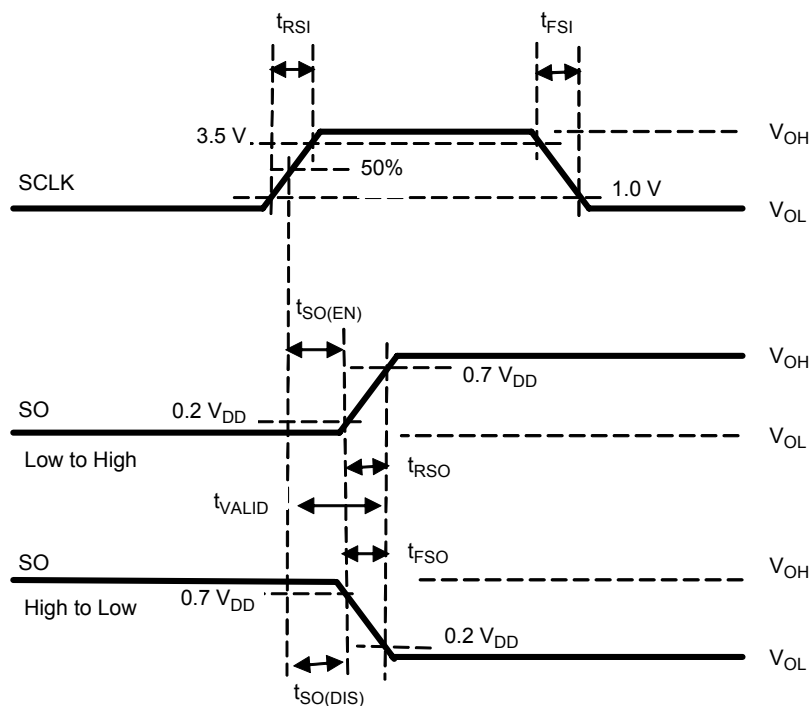 tRSI
tFSI
3.5 V
VOH
50%
SCLK
1.0 V
VOL
tSO(EN)
VOH
0.7 VDD
SO
0.2 VDD
VOL
Low to High
tRSO
tVALID
tFSO
SO
VOH
0.7 VDD
High to Low
0.2 VDD
VOL
tSO(DIS)